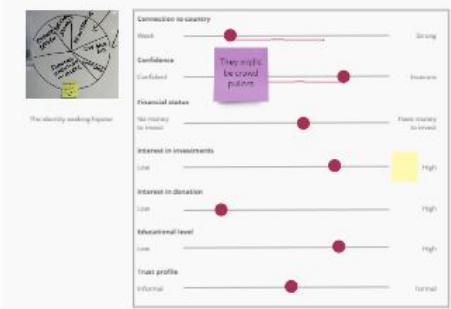 Connection to country
Weak
Strong
Confidence
Confident
Insecure
They might
be crowd
pullers
Financial status
No money
to invest
Have money
to invest
Interest in investments
Low
High
Interest in donation
Low
High
Educational level
Low
High
Trust profile
Informal
Formal
The identity seeking hipster